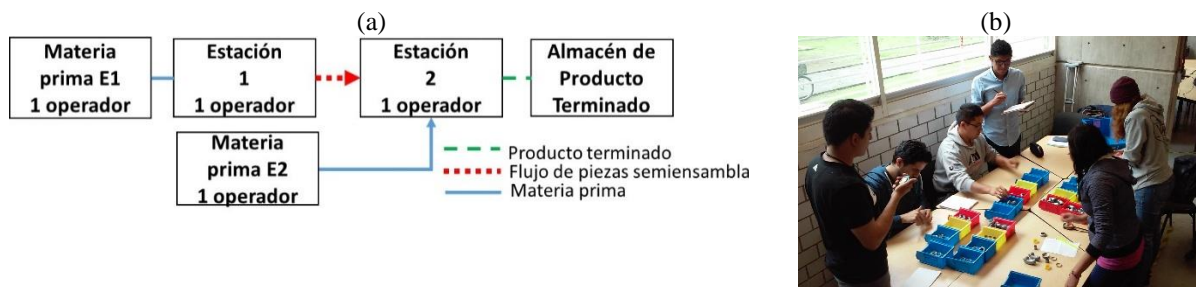 (a)
Materia
prima E1
1 operador
Estación
1
1 operador
Estación
2
1 operador
Almacén de
Producto
Terminado
Materia
prima E2
1 operador
Producto terminado
Flujo de piezas semiensambla
Materia prima
(b)